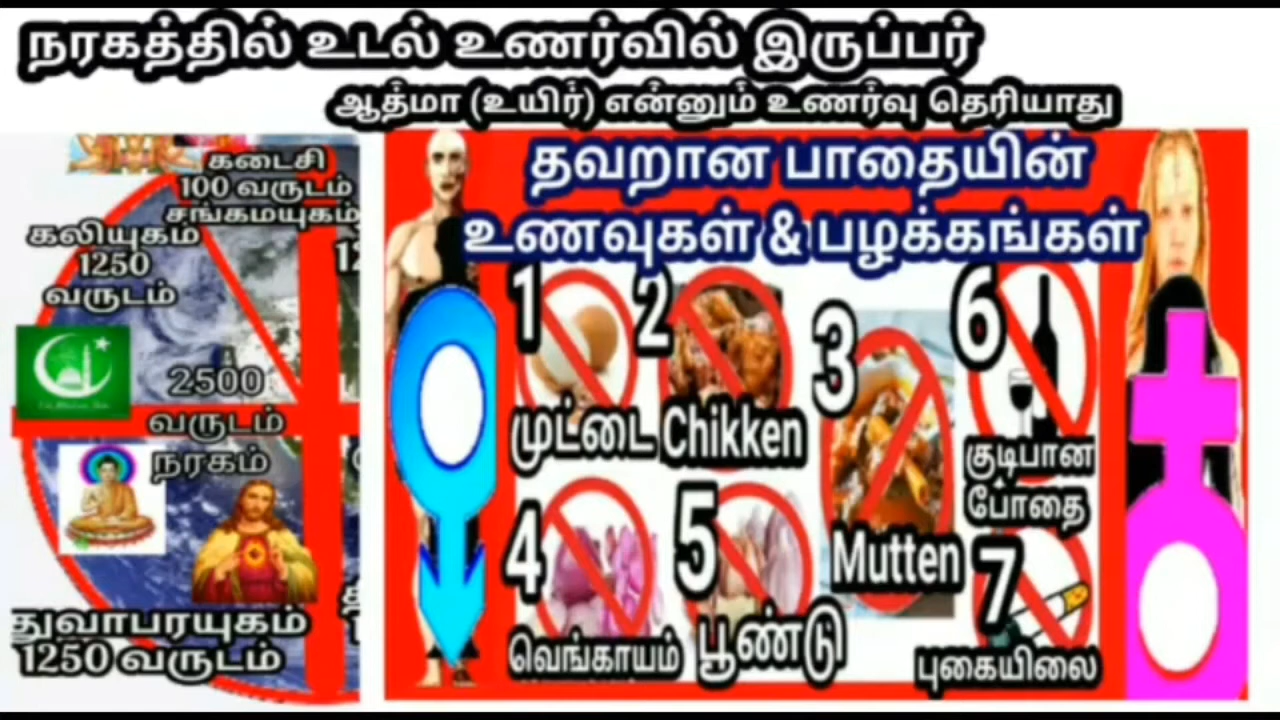 நரகத்தில் உடல் உணர்வில் இருப்பர்
ஆத்மா (உயிர்) என்னும் உணர்வு தெரியாது
கடைசி
100 வருடம்
சங்கமயுகம்
கலியுகம்
1250
வருடம்
12
2500
வருடம்
நரகம்
துவாபரயுகம்
1250 வருடம்
தவறான பாதையின்
உணவுகள் & பழக்கங்கள்
1
முட்டை
2
Chikken
3
Mutten
4
வெங்காயம்
5
பூண்டு
6
குடிபான
போதை
7
புகையிலை